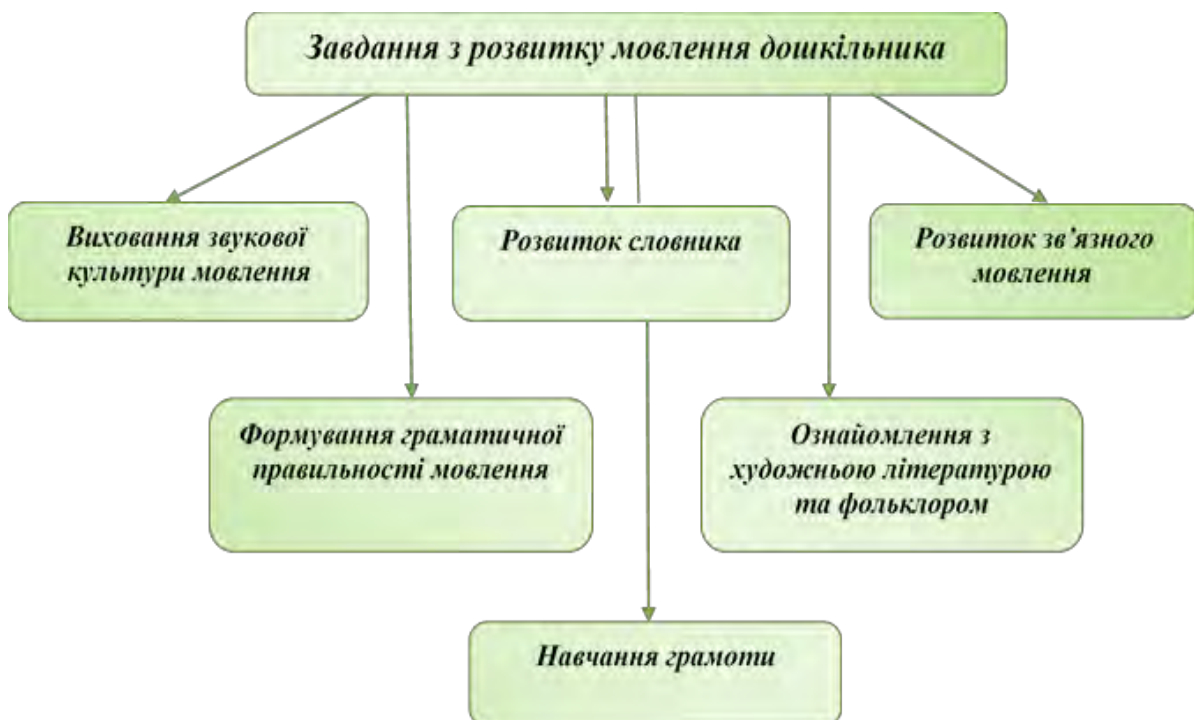 Завдання з розвитку мовлення дошкільника
Виховання звукової
культури мовлення
Розвиток словника
Розвиток зв’язного
мовлення
Формування граматичної
правильності мовлення
Ознайомлення з
художньою літературою
та фольклором
Навчання грамоти